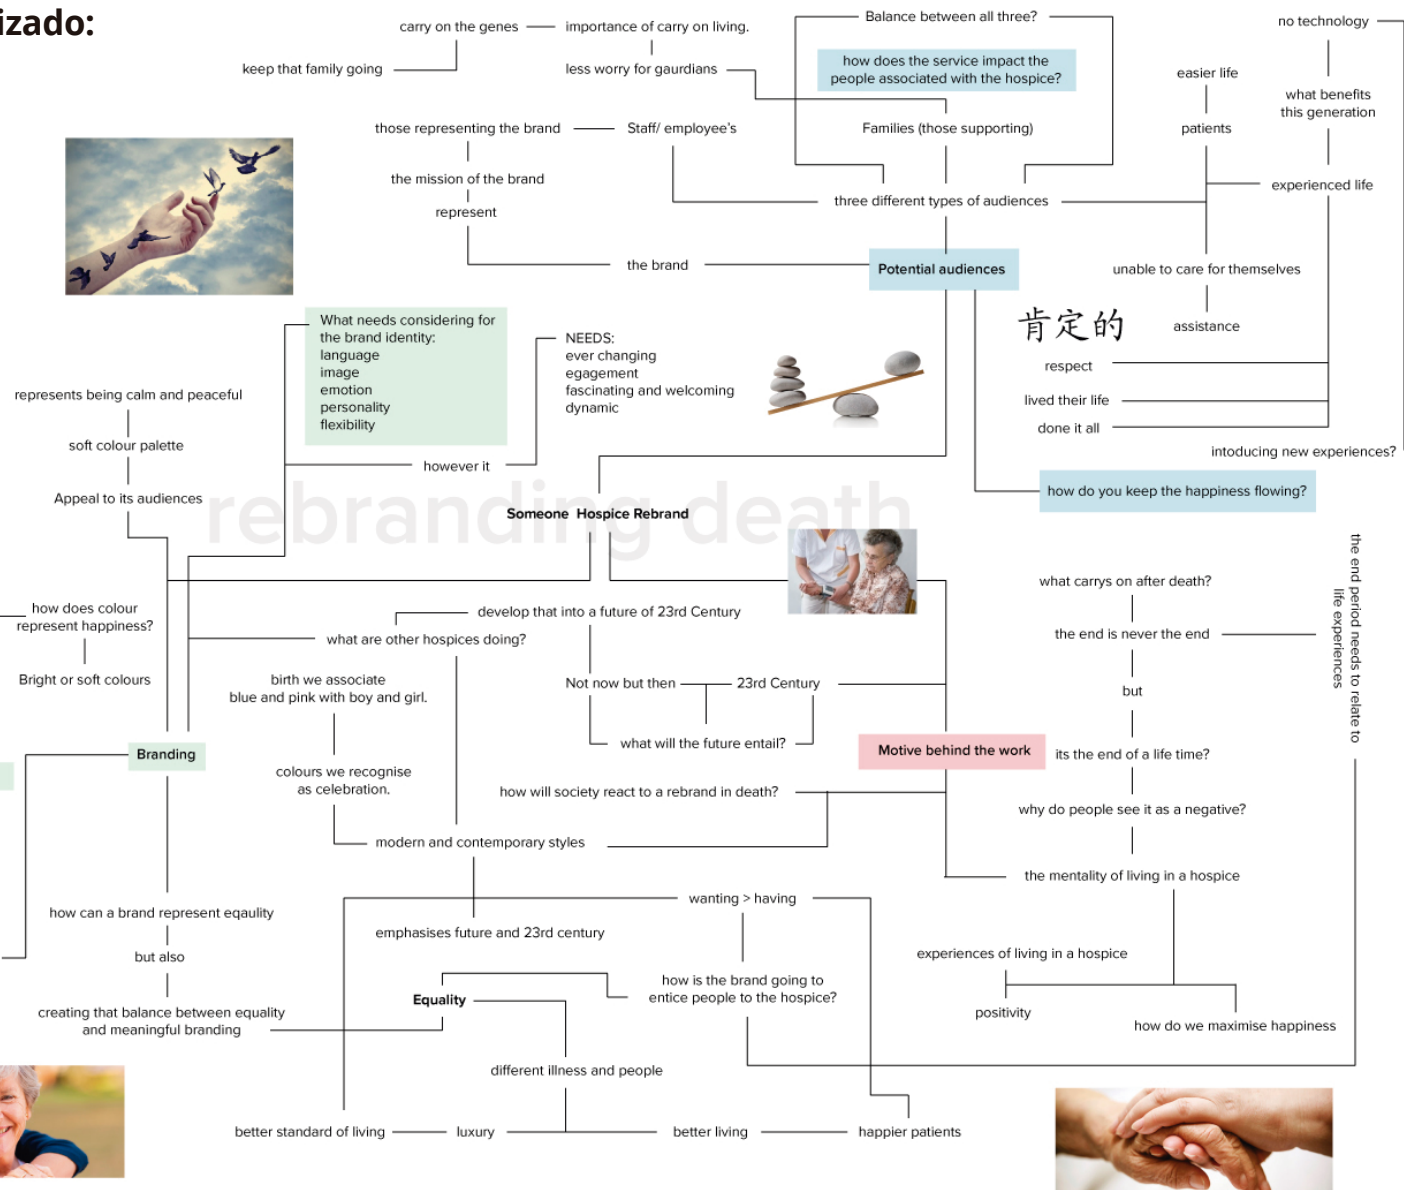 izado:
carry on the genes
importance of carry on living.
keep that family going
less worry for gaurdians
Balance between all three?
how does the service impact the
people associated with the hospice?
no technology
easier life
what benefits
this generation
those representing the brand
Staff/ employee's
Families (those supporting)
patients
the mission of the brand
represent
experienced life
three different types of audiences
the brand
Potential audiences
unable to care for themselves
assistance
肯定的
What needs considering for
the brand identity:
language
image
emotion
personality
flexibility
NEEDS:
ever changing
egagement
fascinating and welcoming
dynamic
respect
lived their life
done it all
intoducing new experiences?
represents being calm and peaceful
soft colour palette
Appeal to its audiences
however it
how do you keep the happiness flowing?
rebranding death
Someone Hospice Rebrand
the end period needs to relate to
life experiences
what carrys on after death?
how does colour
represent happiness?
Bright or soft colours
develop that into a future of 23rd Century
what are other hospices doing?
the end is never the end
birth we associate
blue and pink with boy and girl.
Not now but then
23rd Century
but
what will the future entail?
Branding
Motive behind the work
its the end of a life time?
colours we recognise
as celebration.
how will society react to a rebrand in death?
why do people see it as a negative?
modern and contemporary styles
the mentality of living in a hospice
how can a brand represent eqaulity
wanting > having
emphasises future and 23rd century
but also
experiences of living in a hospice
how is the brand going to
entice people to the hospice?
Equality
creating that balance between equality
and meaningful branding
positivity
how do we maximise happiness
different illness and people
better standard of living
luxury
better living
happier patients